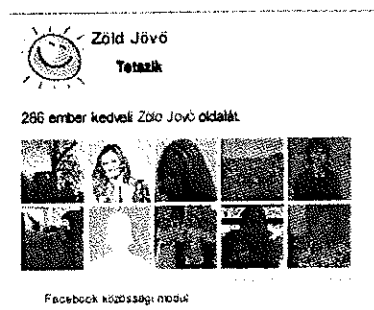 Zöld Jövő
Tetszik
286 ember kedveli Zöld Jövő oldalát.
Facebook közösségi modul